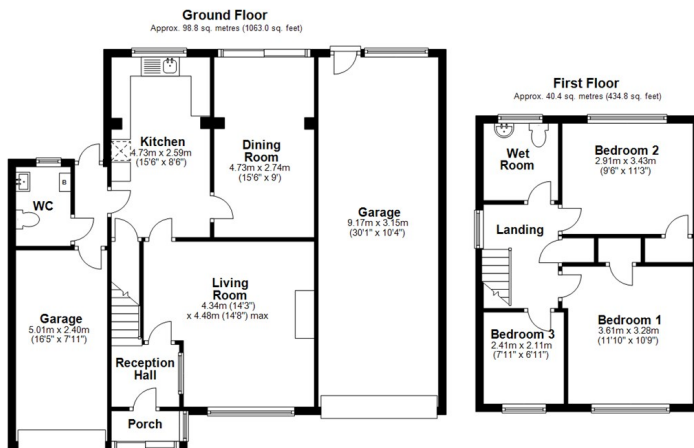 Ground Floor
Approx. 98.8 sq. metres (1063.0 sq. feet)
Kitchen
4.73m x 2.59m
(15'6" x 8'6")
Dining
Room
4.73m x 2.74m
(15'6" x 9')
WC
B
Garage
9.17m x 3.15m
(30'1" x 10'4")
Garage
5.01m x 2.40m
(16'5" x 7'11")
Living
Room
4.34m (14'3")
x 4.48m (14'8") max
Reception
Hall
Porch
First Floor
Approx. 40.4 sq. metres (434.8 sq. feet)
Wet
Room
Bedroom 2
2.91m x 3.43m
(9'6" x 11'3")
Landing
Bedroom 1
3.61m x 3.28m
(11'10" x 10'9")
Bedroom 3
2.41m x 2.11m
(7'11" x 6'11")